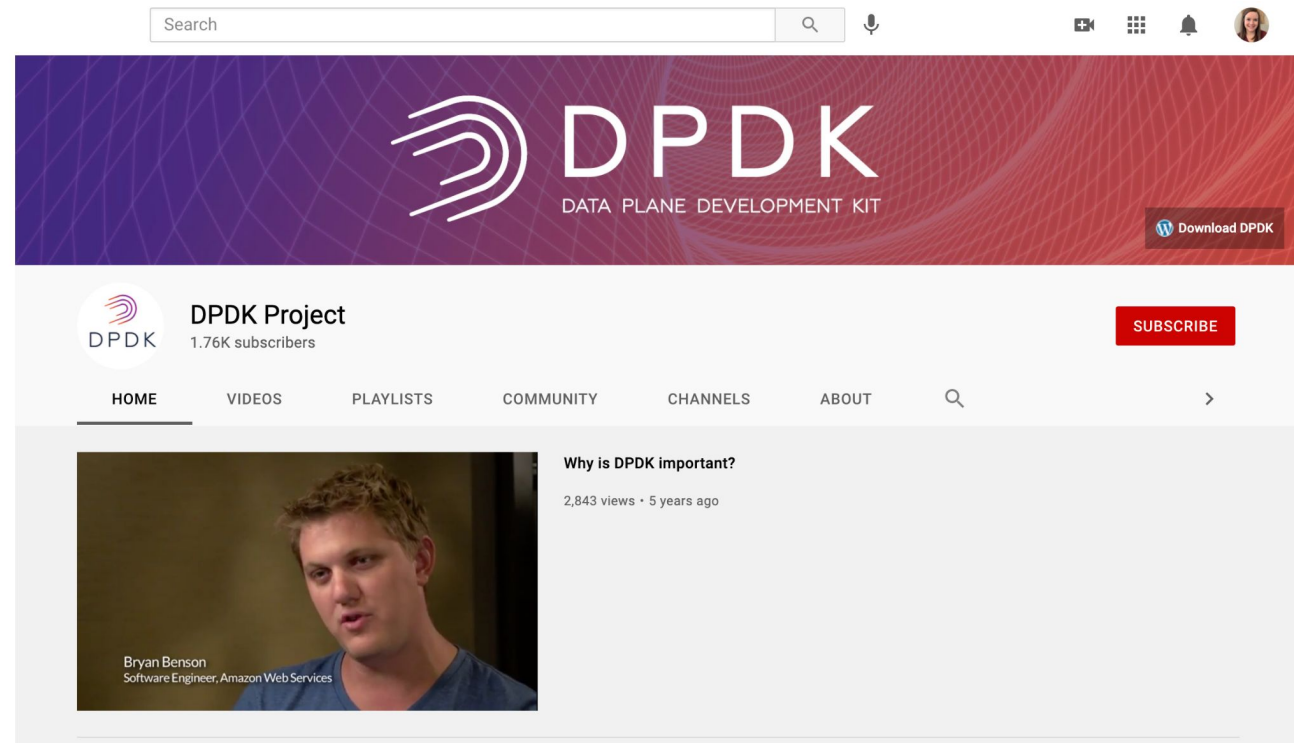 Search
DPDK
DATA PLANE DEVELOPMENT KIT
Download DPDK
DPDK
DPDK Project
1.76K subscribers
SUBSCRIBE
HOME VIDEOS PLAYLISTS COMMUNITY CHANNELS ABOUT
Why is DPDK important?
2,843 views • 5 years ago
Bryan Benson
Software Engineer, Amazon Web Services